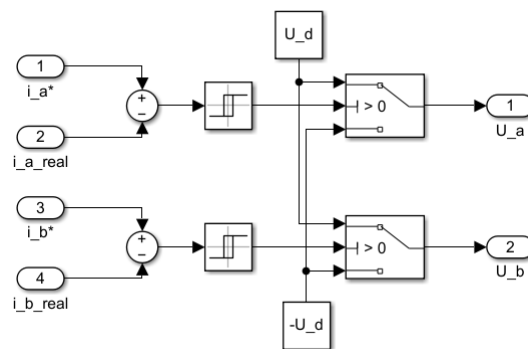 U_d
1
i_a*
+
−
> 0
1
U_a
2
i_a_real
3
i_b*
+
−
> 0
2
U_b
4
i_b_real
-U_d